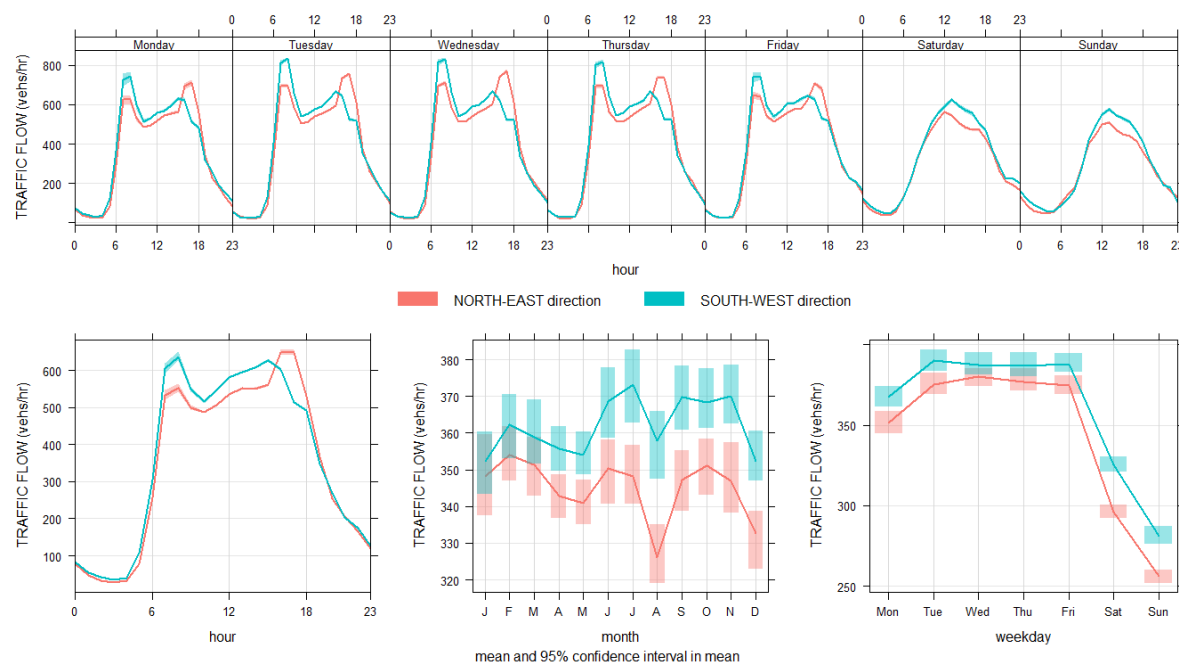 0 6 12 18 0 6 12 18 0 6 12 18 23
Monday Tuesday Wednesday Thursday Friday Saturday Sunday
TRAFFIC FLOW (vehs/hr)
800
600
400
200
0 6 12 18 23 0 6 12 18 23 0 6 12 18 23 0 6 12 18 23
hour
NORTH-EAST direction SOUTH-WEST direction
TRAFFIC FLOW (vehs/hr)
600
500
400
300
200
100
0 6 12 18 23
hour
TRAFFIC FLOW (vehs/hr)
380
370
360
350
340
330
320
J F M A M J J A S O N D
month
TRAFFIC FLOW (vehs/hr)
350
300
250
Mon Tue Wed Thu Fri Sat Sun
weekday
mean and 95% confidence interval in mean